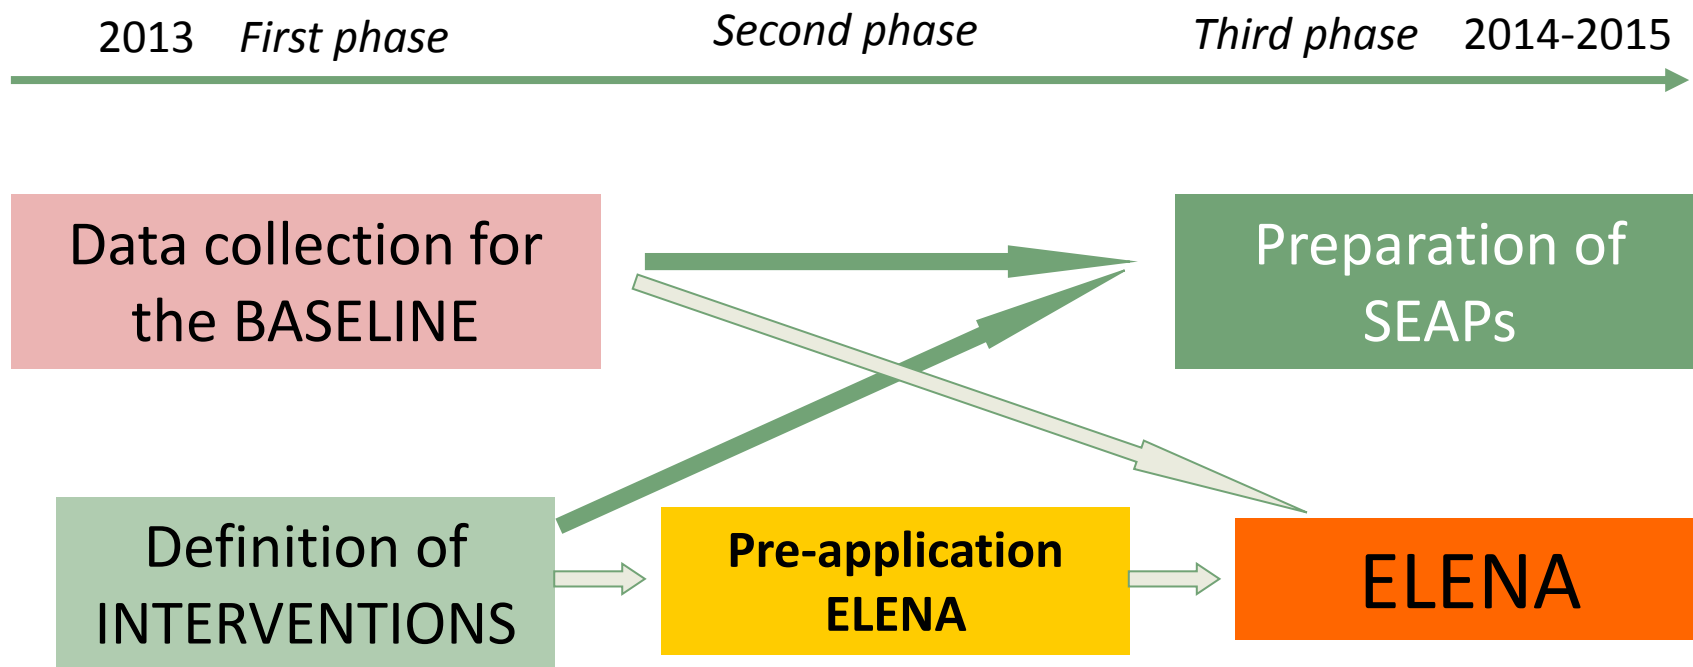 2013 First phase Second phase Third phase 2014-2015
Data collection for
the BASELINE
Preparation of
SEAPs
Definition of
INTERVENTIONS
Pre-application
ELENA
ELENA